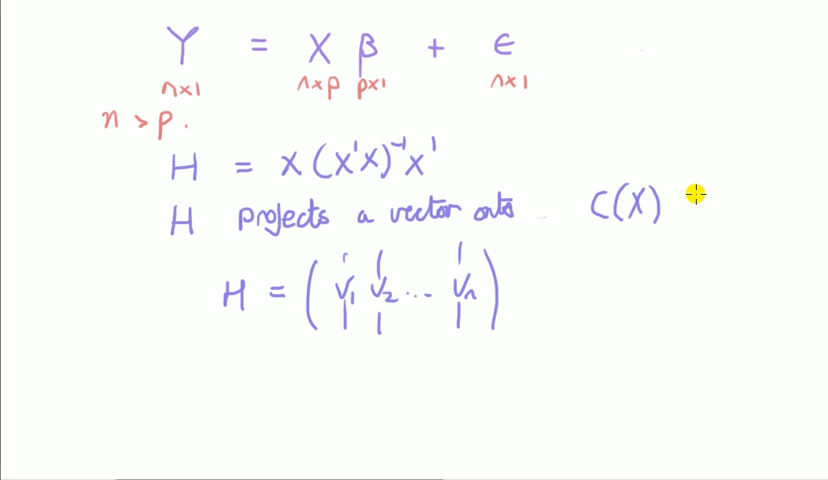 Y = X β + ϵ
n×1 n×p p×1 n×1
n > p.
H = X (X'X)⁻¹X'
H projects a vector onto C(X)
H = ( v₁ v₂ ... vₙ )